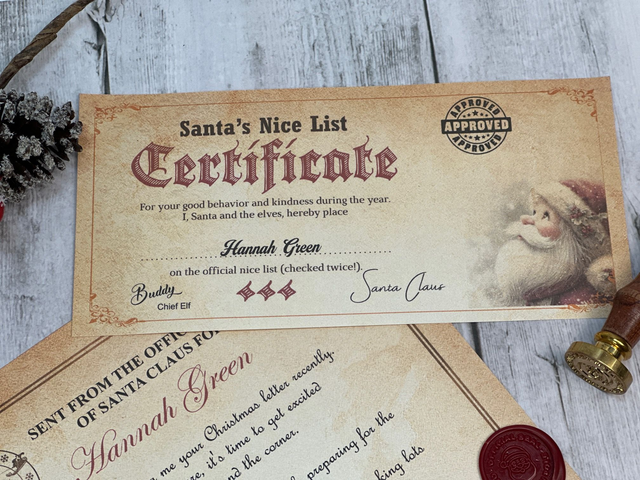 Santa's Nice List
Certificate
APPROVED
APPROVED
APPROVED
For your good behavior and kindness during the year.
I, Santa and the elves, hereby place
Hannah Green
on the official nice list (checked twice!).
Buddy
Chief Elf
Santa Claus
SENT FROM THE
OF SANTA CLAUS
Hannah Green
me your Christmas letter recently.
it's time to get excited
the corner.
preparing for the
lots